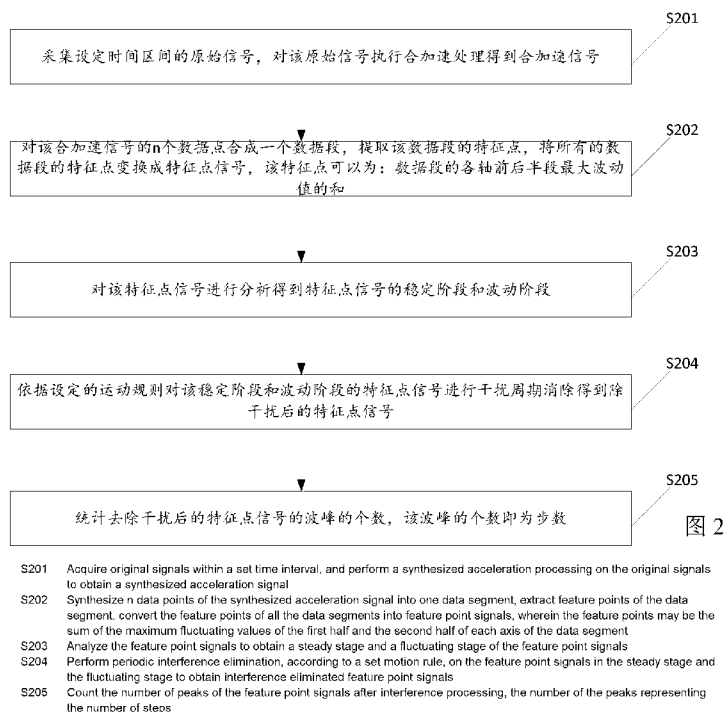 S201
采集设定时间区间的原始信号，对该原始信号执行合加速处理得到合加速信号
S202
对该合加速信号的n个数据点合成一个数据段，提取该数据段的特征点，将所有的数
据段的特征点变换成特征点信号，该特征点可以为：数据段的各轴前后半段最大波动
值的和
S203
对该特征点信号进行分析得到特征点信号的稳定阶段和波动阶段
S204
依据设定的运动规则对该稳定阶段和波动阶段的特征点信号进行干扰周期消除得到除
干扰后的特征点信号
S205
统计去除干扰后的特征点信号的波峰的个数，该波峰的个数即为步数
图 2
S201 Acquire original signals within a set time interval, and perform a synthesized acceleration processing on the original signals
to obtain a synthesized acceleration signal
S202 Synthesize n data points of the synthesized acceleration signal into one data segment, extract feature points of the data
segment, convert the feature points of all the data segments into feature point signals, wherein the feature points may be the
sum of the maximum fluctuating values of the first half and the second half of each axis of the data segment
S203 Analyze the feature point signals to obtain a steady stage and a fluctuating stage of the feature point signals
S204 Perform periodic interference elimination, according to a set motion rule, on the feature point signals in the steady stage and
the fluctuating stage to obtain interference eliminated feature point signals
S205 Count the number of peaks of the feature point signals after interference processing, the number of the peaks representing
the number of steps